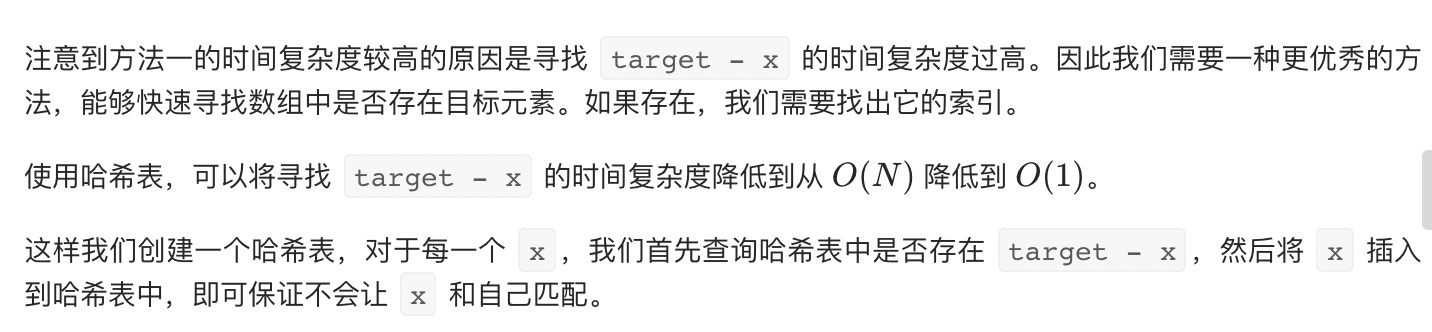 注意到方法一的时间复杂度较高的原因是寻找 target - x 的时间复杂度过高。因此我们需要一种更优秀的方
法，能够快速寻找数组中是否存在目标元素。如果存在，我们需要找出它的索引。
使用哈希表，可以将寻找 target - x 的时间复杂度降低到从 O(N) 降低到 O(1)。
这样我们创建一个哈希表，对于每一个 x，我们首先查询哈希表中是否存在 target - x，然后将 x 插入
到哈希表中，即可保证不会让 x 和自己匹配。